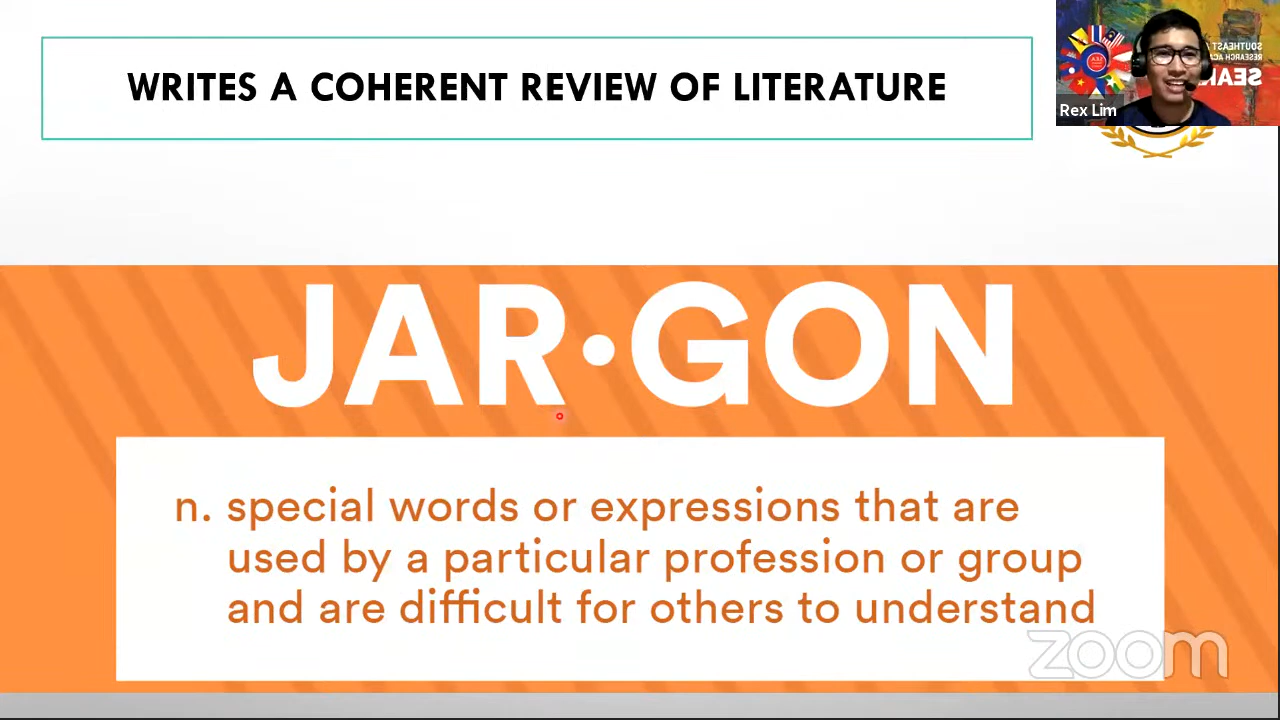 WRITES A COHERENT REVIEW OF LITERATURE
Rex Lim
JAR•GON
n. special words or expressions that are
used by a particular profession or group
and are difficult for others to understand
zoom